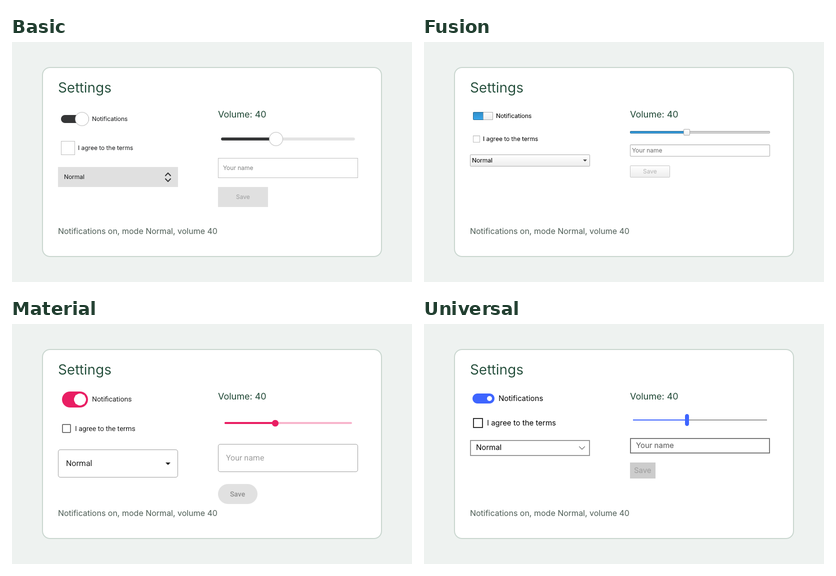 Basic
Settings
Notifications
I agree to the terms
Normal
Volume: 40
Your name
Save
Notifications on, mode Normal, volume 40
Fusion
Settings
Notifications
I agree to the terms
Normal
Volume: 40
Your name
Save
Notifications on, mode Normal, volume 40
Material
Settings
Notifications
I agree to the terms
Normal
Volume: 40
Your name
Save
Notifications on, mode Normal, volume 40
Universal
Settings
Notifications
I agree to the terms
Normal
Volume: 40
Your name
Save
Notifications on, mode Normal, volume 40